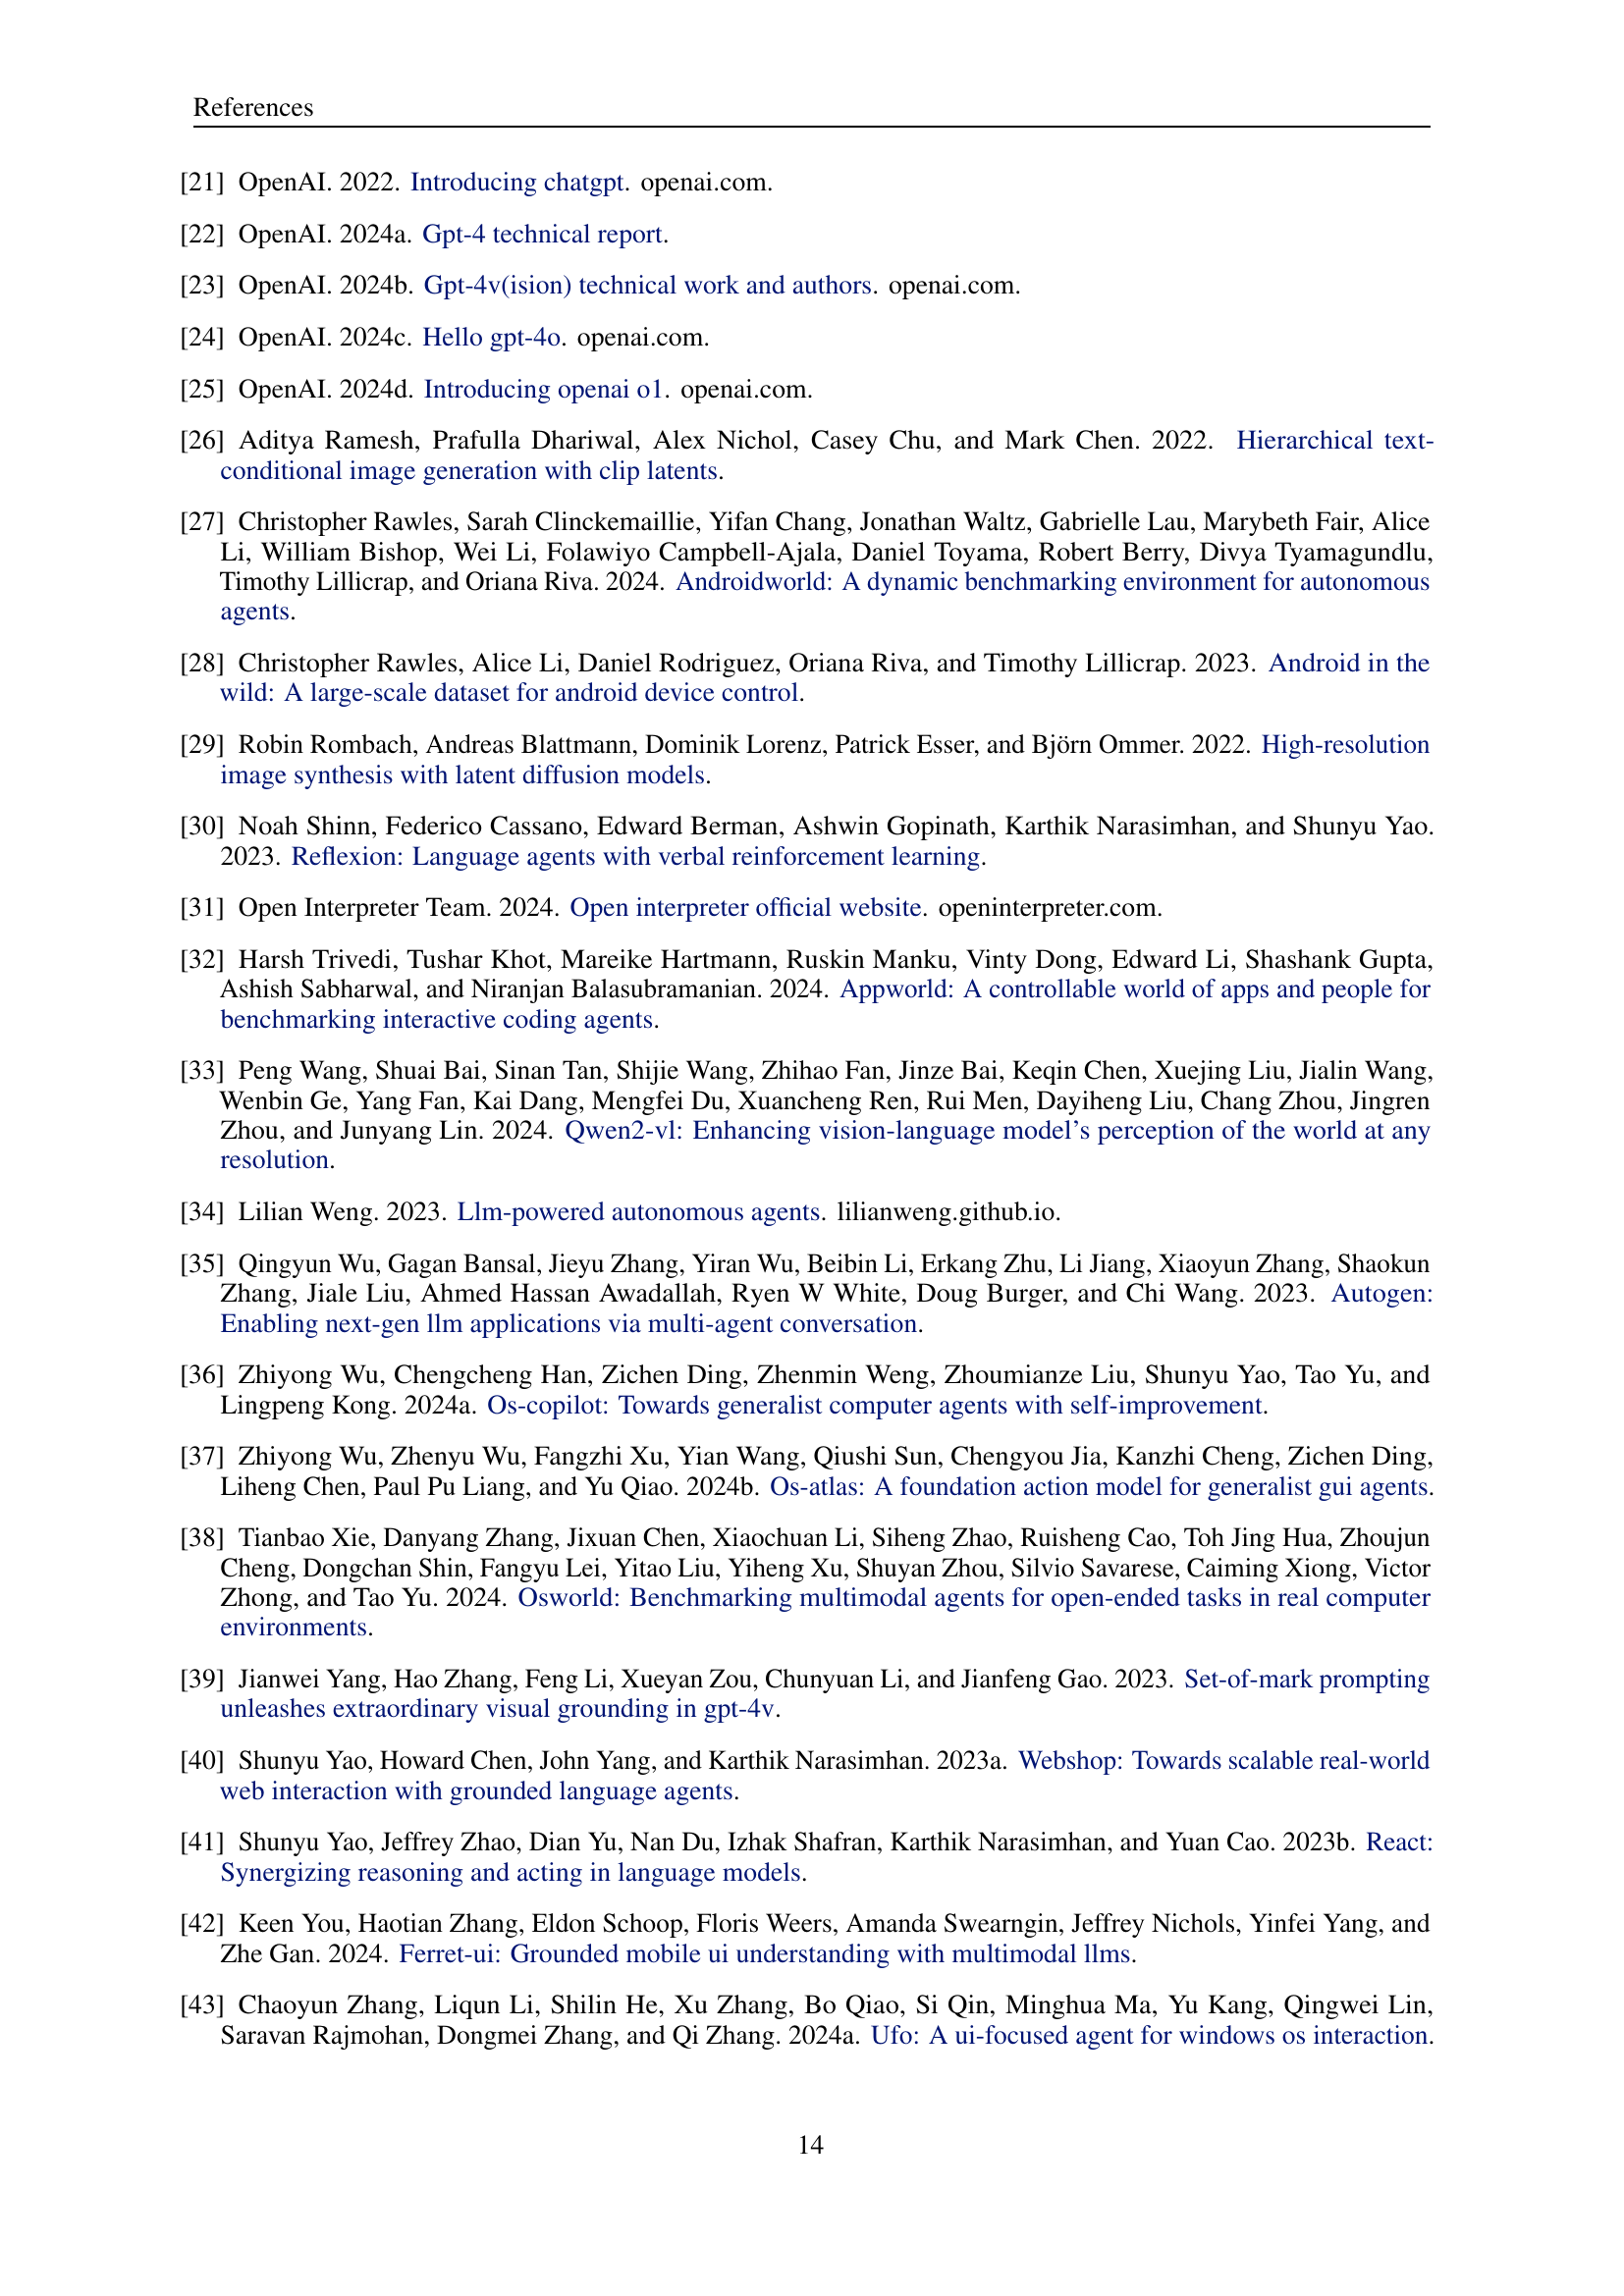 References
[21] OpenAI. 2022. Introducing chatgpt. openai.com.
[22] OpenAI. 2024a. Gpt-4 technical report.
[23] OpenAI. 2024b. Gpt-4v(ision) technical work and authors. openai.com.
[24] OpenAI. 2024c. Hello gpt-4o. openai.com.
[25] OpenAI. 2024d. Introducing openai o1. openai.com.
[26] Aditya Ramesh, Prafulla Dhariwal, Alex Nichol, Casey Chu, and Mark Chen. 2022. Hierarchical text-
conditional image generation with clip latents.
[27] Christopher Rawles, Sarah Clinckemaillie, Yifan Chang, Jonathan Waltz, Gabrielle Lau, Marybeth Fair, Alice
Li, William Bishop, Wei Li, Folawiyo Campbell-Ajala, Daniel Toyama, Robert Berry, Divya Tyamagundlu,
Timothy Lillicrap, and Oriana Riva. 2024. Androidworld: A dynamic benchmarking environment for autonomous
agents.
[28] Christopher Rawles, Alice Li, Daniel Rodriguez, Oriana Riva, and Timothy Lillicrap. 2023. Android in the
wild: A large-scale dataset for android device control.
[29] Robin Rombach, Andreas Blattmann, Dominik Lorenz, Patrick Esser, and Björn Ommer. 2022. High-resolution
image synthesis with latent diffusion models.
[30] Noah Shinn, Federico Cassano, Edward Berman, Ashwin Gopinath, Karthik Narasimhan, and Shunyu Yao.
2023. Reflexion: Language agents with verbal reinforcement learning.
[31] Open Interpreter Team. 2024. Open interpreter official website. openinterpreter.com.
[32] Harsh Trivedi, Tushar Khot, Mareike Hartmann, Ruskin Manku, Vinty Dong, Edward Li, Shashank Gupta,
Ashish Sabharwal, and Niranjan Balasubramanian. 2024. Appworld: A controllable world of apps and people for
benchmarking interactive coding agents.
[33] Peng Wang, Shuai Bai, Sinan Tan, Shijie Wang, Zhihao Fan, Jinze Bai, Keqin Chen, Xuejing Liu, Jialin Wang,
Wenbin Ge, Yang Fan, Kai Dang, Mengfei Du, Xuancheng Ren, Rui Men, Dayiheng Liu, Chang Zhou, Jingren
Zhou, and Junyang Lin. 2024. Qwen2-vl: Enhancing vision-language model’s perception of the world at any
resolution.
[34] Lilian Weng. 2023. Llm-powered autonomous agents. lilianweng.github.io.
[35] Qingyun Wu, Gagan Bansal, Jieyu Zhang, Yiran Wu, Beibin Li, Erkang Zhu, Li Jiang, Xiaoyun Zhang, Shaokun
Zhang, Jiale Liu, Ahmed Hassan Awadallah, Ryen W White, Doug Burger, and Chi Wang. 2023. Autogen:
Enabling next-gen llm applications via multi-agent conversation.
[36] Zhiyong Wu, Chengcheng Han, Zichen Ding, Zhenmin Weng, Zhoumianze Liu, Shunyu Yao, Tao Yu, and
Lingpeng Kong. 2024a. Os-copilot: Towards generalist computer agents with self-improvement.
[37] Zhiyong Wu, Zhenyu Wu, Fangzhi Xu, Yian Wang, Qiushi Sun, Chengyou Jia, Kanzhi Cheng, Zichen Ding,
Liheng Chen, Paul Pu Liang, and Yu Qiao. 2024b. Os-atlas: A foundation action model for generalist gui agents.
[38] Tianbao Xie, Danyang Zhang, Jixuan Chen, Xiaochuan Li, Siheng Zhao, Ruisheng Cao, Toh Jing Hua, Zhoujun
Cheng, Dongchan Shin, Fangyu Lei, Yitao Liu, Yiheng Xu, Shuyan Zhou, Silvio Savarese, Caiming Xiong, Victor
Zhong, and Tao Yu. 2024. Osworld: Benchmarking multimodal agents for open-ended tasks in real computer
environments.
[39] Jianwei Yang, Hao Zhang, Feng Li, Xueyan Zou, Chunyuan Li, and Jianfeng Gao. 2023. Set-of-mark prompting
unleashes extraordinary visual grounding in gpt-4v.
[40] Shunyu Yao, Howard Chen, John Yang, and Karthik Narasimhan. 2023a. Webshop: Towards scalable real-world
web interaction with grounded language agents.
[41] Shunyu Yao, Jeffrey Zhao, Dian Yu, Nan Du, Izhak Shafran, Karthik Narasimhan, and Yuan Cao. 2023b. React:
Synergizing reasoning and acting in language models.
[42] Keen You, Haotian Zhang, Eldon Schoop, Floris Weers, Amanda Swearngin, Jeffrey Nichols, Yinfei Yang, and
Zhe Gan. 2024. Ferret-ui: Grounded mobile ui understanding with multimodal llms.
[43] Chaoyun Zhang, Liqun Li, Shilin He, Xu Zhang, Bo Qiao, Si Qin, Minghua Ma, Yu Kang, Qingwei Lin,
Saravan Rajmohan, Dongmei Zhang, and Qi Zhang. 2024a. Ufo: A ui-focused agent for windows os interaction.
14